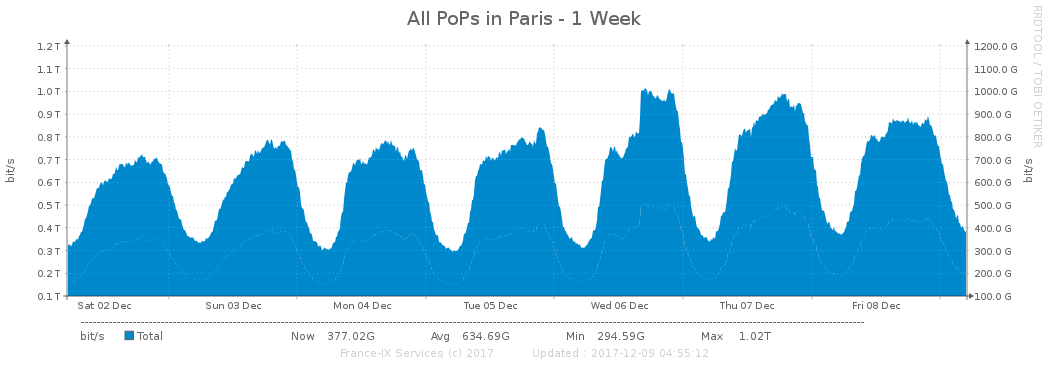 All PoPs in Paris - 1 Week
RRDTOOL / TOBI OETIKER
bit/s
1.2 T
1.1 T
1.0 T
0.9 T
0.8 T
0.7 T
0.6 T
0.5 T
0.4 T
0.3 T
0.2 T
0.1 T
1200.0 G
1100.0 G
1000.0 G
900.0 G
800.0 G
700.0 G
600.0 G
500.0 G
400.0 G
300.0 G
200.0 G
100.0 G
bit/s
Sat 02 Dec Sun 03 Dec Mon 04 Dec Tue 05 Dec Wed 06 Dec Thu 07 Dec Fri 08 Dec
bit/s Total Now 377.02G Avg 634.69G Min 294.59G Max 1.02T
France-IX Services (c) 2017 Updated : 2017-12-09 04:55:12